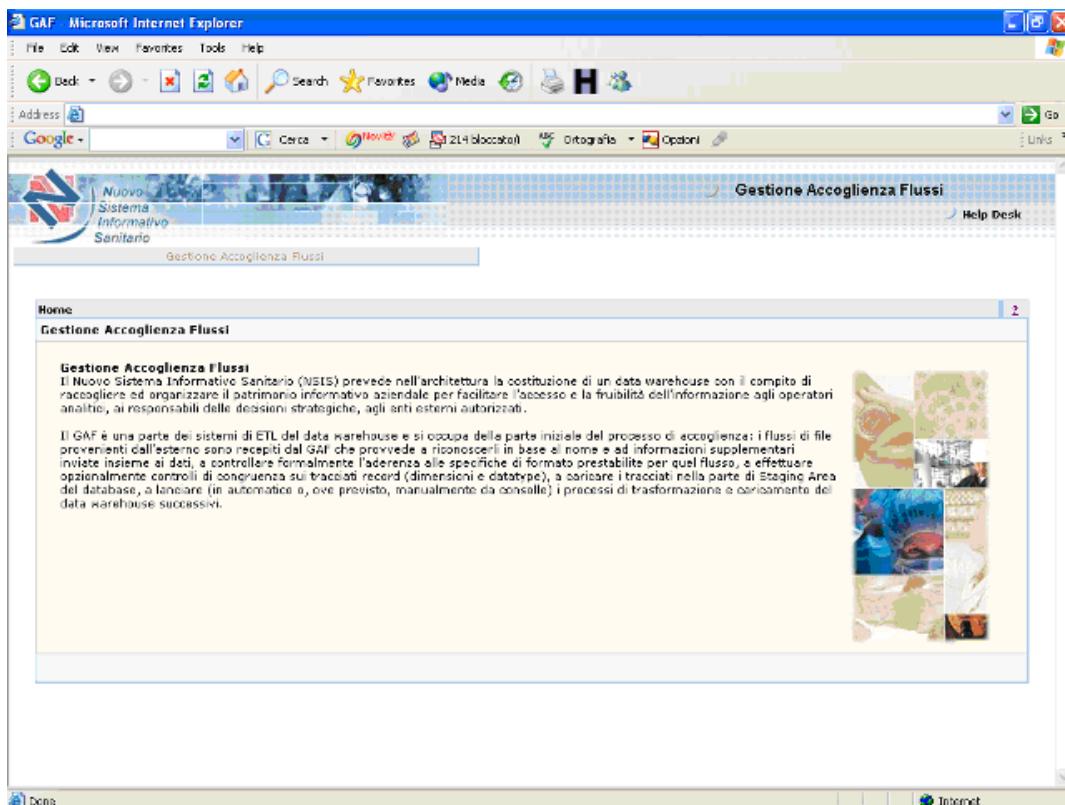 GAF - Microsoft Internet Explorer
File Edit View Favorites Tools Help
Back Search Favorites Media
Address Go
Google Cerca Novità! 214 bloccato/i ABC Ortografia Opzioni Links
Nuovo
Sistema
Informativo
Sanitario
Gestione Accoglienza Flussi
Help Desk
Gestione Accoglienza Flussi
Home ?
Gestione Accoglienza Flussi
Gestione Accoglienza Flussi
Il Nuovo Sistema Informativo Sanitario (NSIS) prevede nell'architettura la costituzione di un data warehouse con il compito di
raccogliere ed organizzare il patrimonio informativo aziendale per facilitare l'accesso e la fruibilità dell'informazione agli operatori
analitici, ai responsabili delle decisioni strategiche, agli enti esterni autorizzati.
Il GAF è una parte dei sistemi di ETL del data warehouse e si occupa della parte iniziale del processo di accoglienza: i flussi di file
provenienti dall'esterno sono recepiti dal GAF che provvede a riconoscerli in base al nome e ad informazioni supplementari
inviate insieme ai dati, a controllare formalmente l'aderenza alle specifiche di formato prestabilite per quel flusso, a effettuare
opzionalmente controlli di congruenza sui tracciati record (dimensioni e datatype), a caricare i tracciati nella parte di Staging Area
del database, a lanciare (in automatico o, ove previsto, manualmente da consolle) i processi di trasformazione e caricamento del
data warehouse successivi.
Done Internet